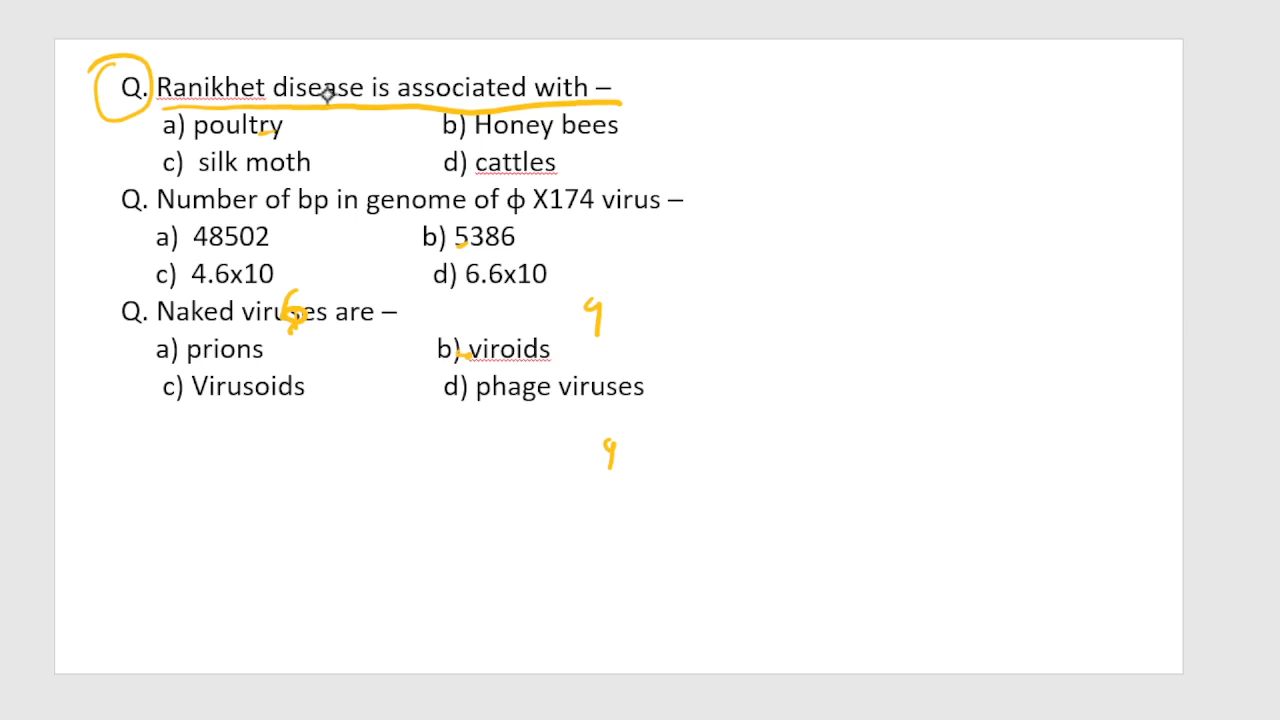 Q. Ranikhet disease is associated with –
a) poultry b) Honey bees
c) silk moth d) cattles
Q. Number of bp in genome of ф X174 virus –
a) 48502 b) 5386
c) 4.6x10 d) 6.6x10
Q. Naked viruses are –
a) prions b) viroids
c) Virusoids d) phage viruses